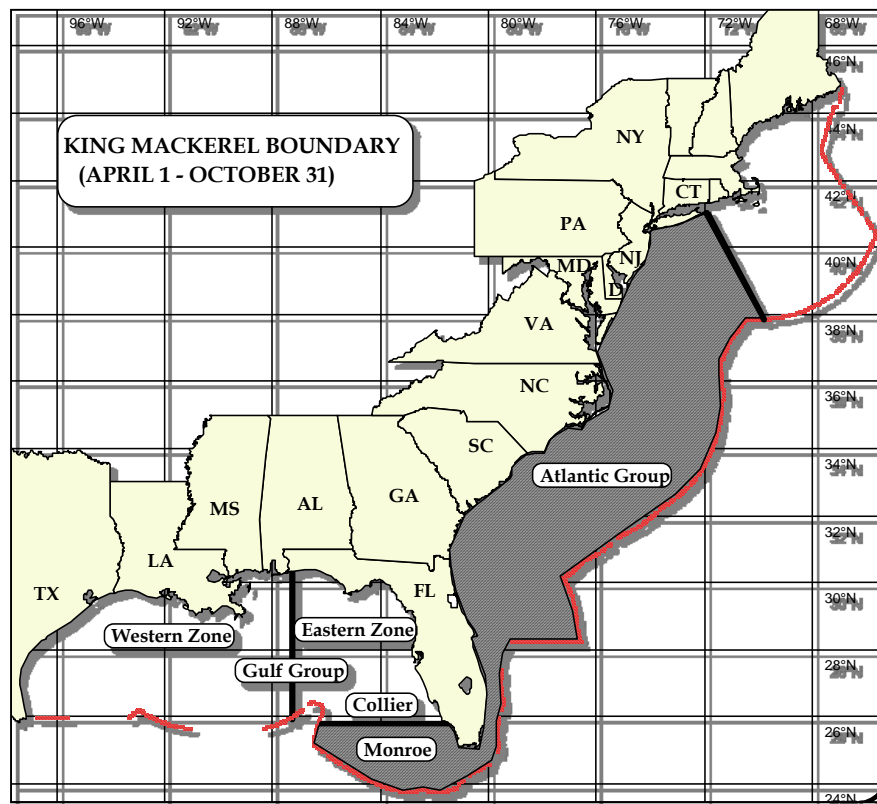 96°W 92°W 88°W 84°W 80°W 76°W 72°W 68°W
46°N
44°N
42°N
40°N
38°N
36°N
34°N
32°N
30°N
28°N
26°N
24°N
KING MACKEREL BOUNDARY
(APRIL 1 - OCTOBER 31)
NY
CT
PA
NJ
MD
D
VA
NC
SC
Atlantic Group
MS
AL
GA
LA
TX
FL
Western Zone
Eastern Zone
Gulf Group
Collier
Monroe